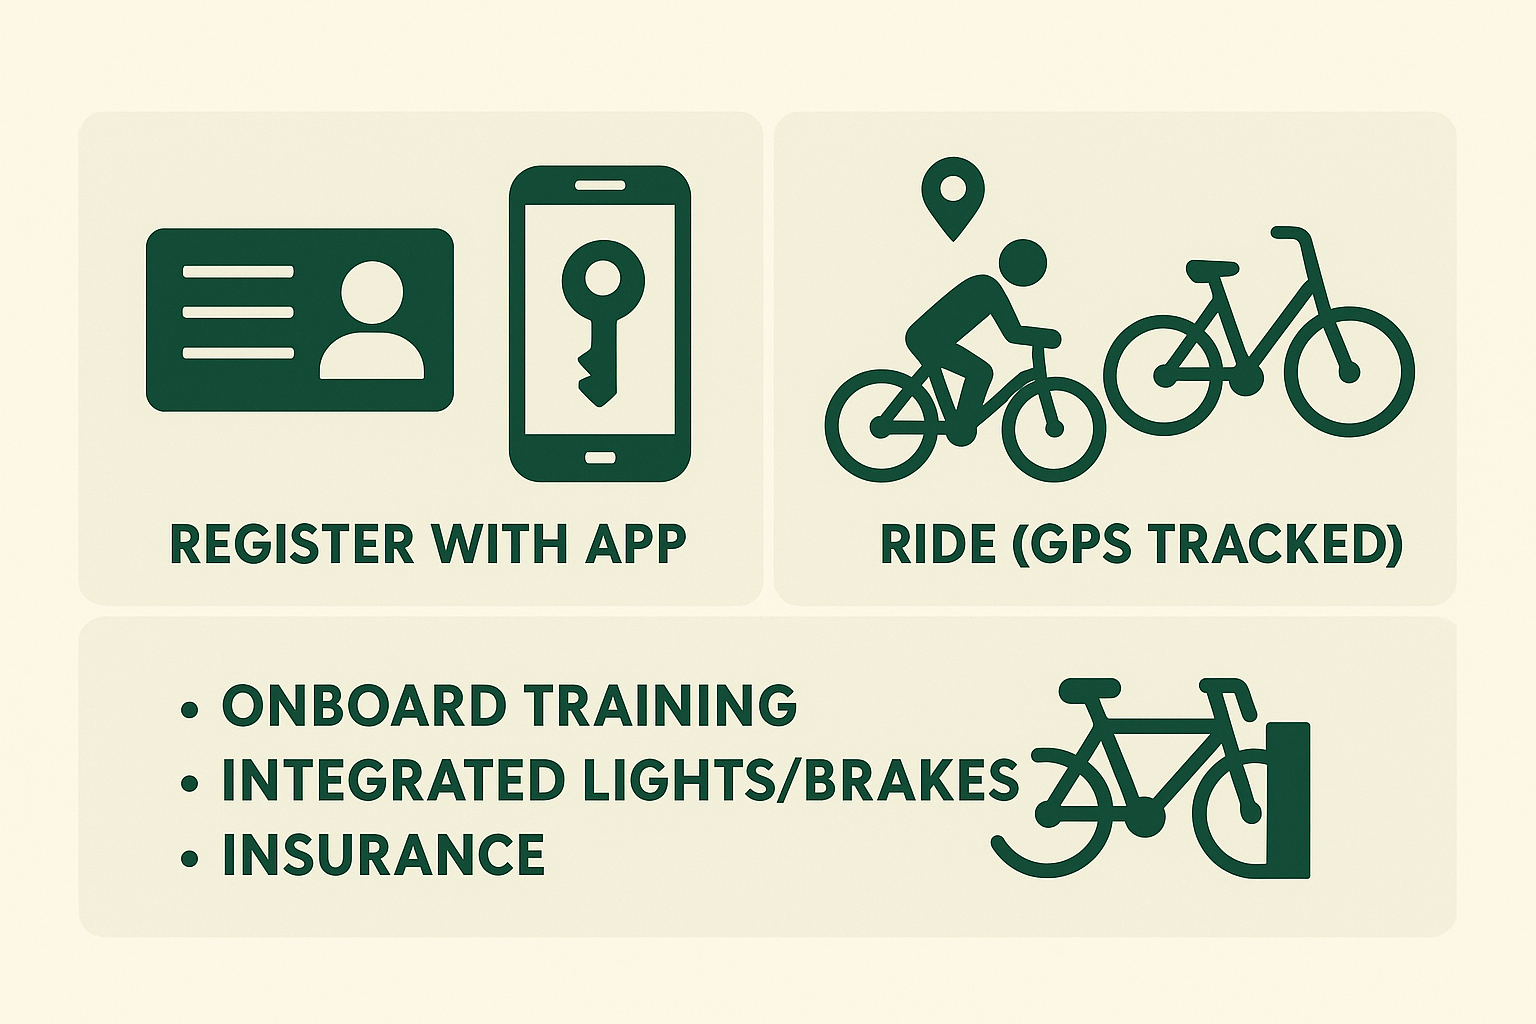 REGISTER WITH APP
RIDE (GPS TRACKED)
• ONBOARD TRAINING
• INTEGRATED LIGHTS/BRAKES
• INSURANCE